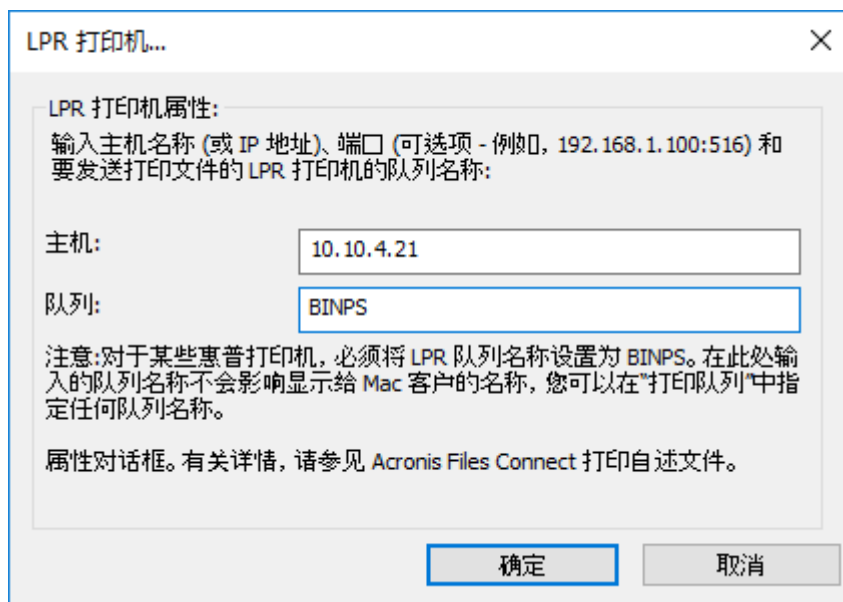 LPR 打印机...
LPR 打印机属性:
输入主机名称 (或 IP 地址)、端口 (可选项 - 例如, 192.168.1.100:516) 和
要发送打印文件的 LPR 打印机的队列名称:
主机:
10.10.4.21
队列:
BINPS
注意:对于某些惠普打印机, 必须将 LPR 队列名称设置为 BINPS。在此处输
入的队列名称不会影响显示给 Mac 客户的名称, 您可以在"打印队列"中指
定任何队列名称。
属性对话框。有关详情, 请参见 Acronis Files Connect 打印自述文件。
确定
取消